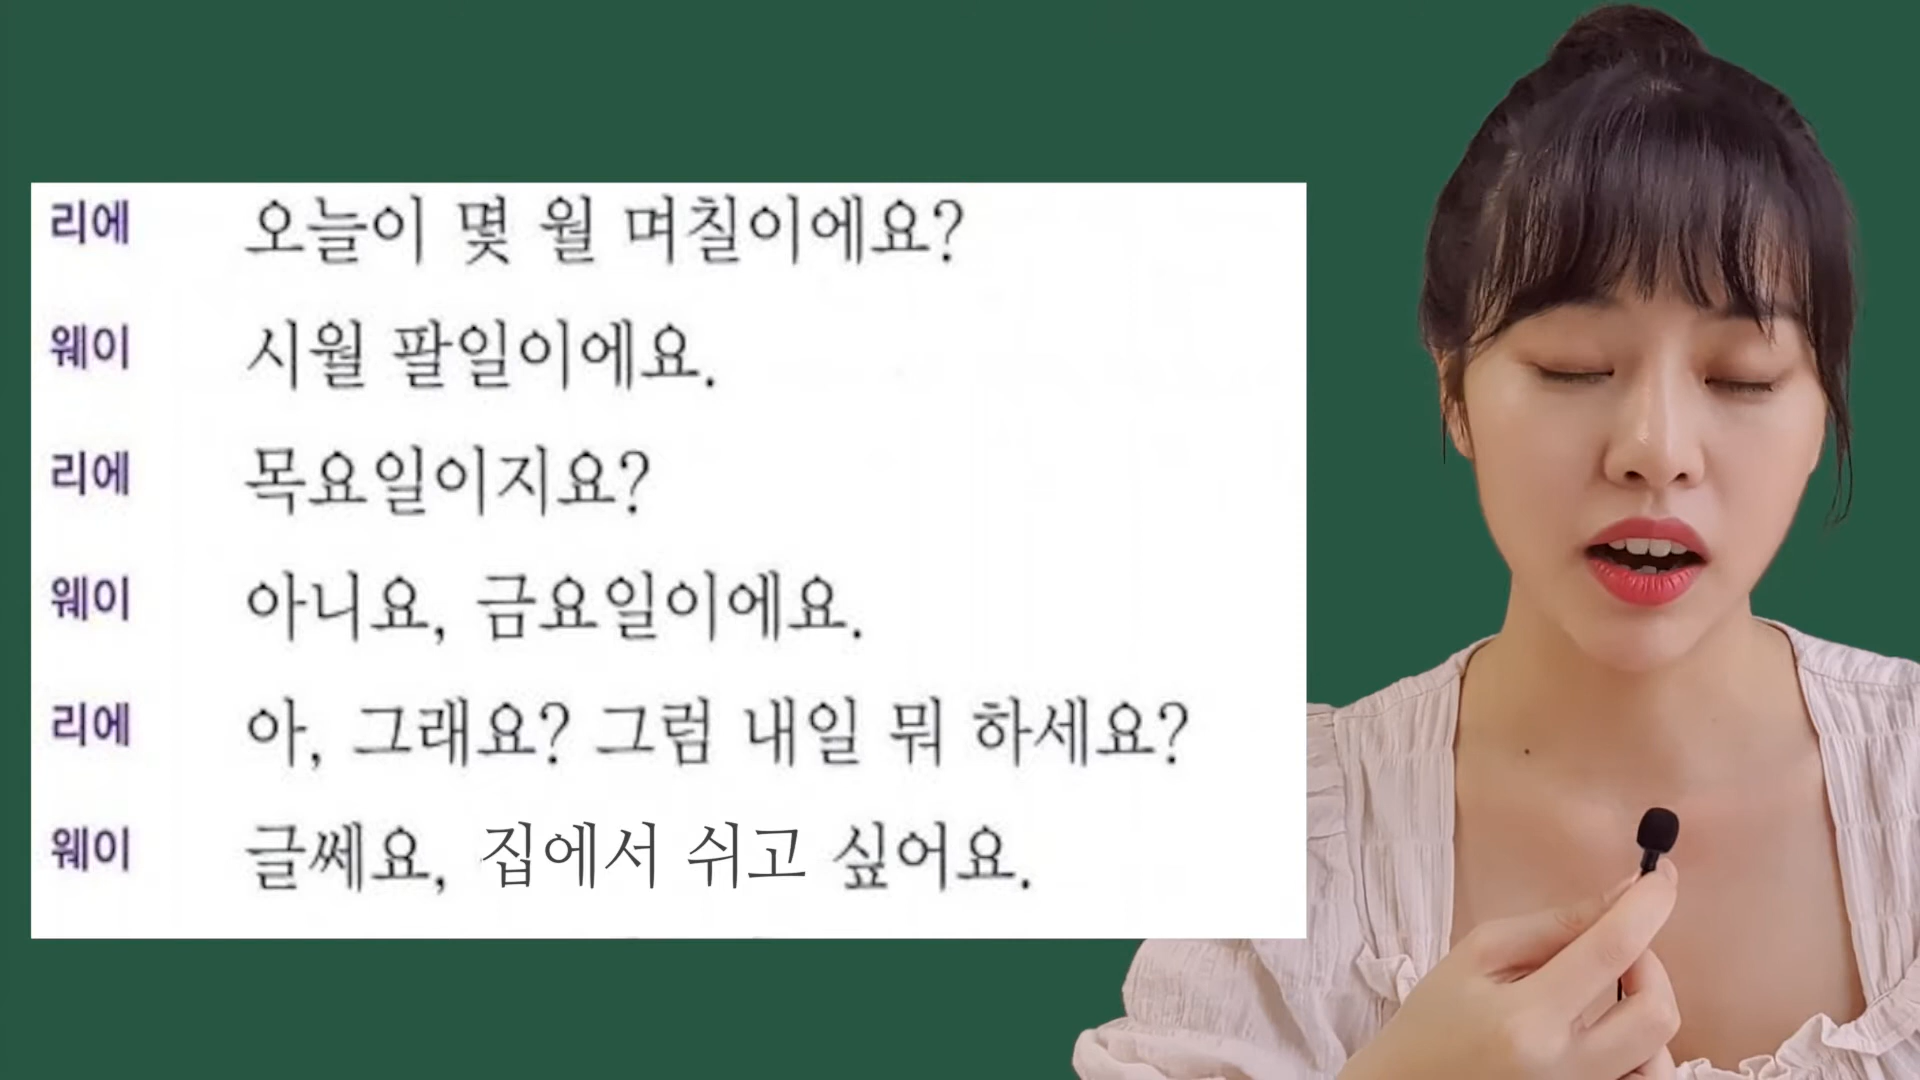 리에 오늘이 몇 월 며칠이에요?
웨이 시월 팔일이에요.
리에 목요일이지요?
웨이 아니요, 금요일이에요.
리에 아, 그래요? 그럼 내일 뭐 하세요?
웨이 글쎄요, 집에서 쉬고 싶어요.